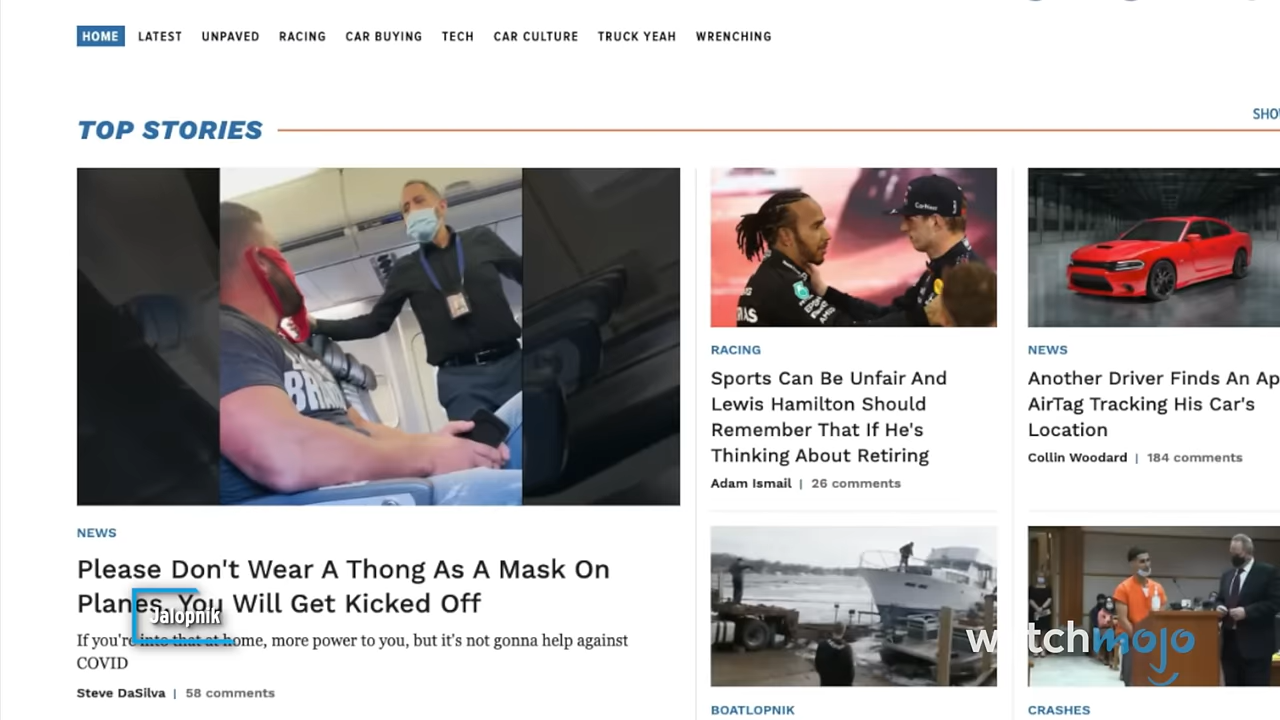 HOME LATEST UNPAVED RACING CAR BUYING TECH CAR CULTURE TRUCK YEAH WRENCHING
SHO
TOP STORIES
NEWS
Please Don't Wear A Thong As A Mask On
Planes, You Will Get Kicked Off
If you're into that at home, more power to you, but it's not gonna help against
COVID
Steve DaSilva | 58 comments
Jalopnik
RACING
Sports Can Be Unfair And
Lewis Hamilton Should
Remember That If He's
Thinking About Retiring
Adam Ismail | 26 comments
BOATLOPNIK
NEWS
Another Driver Finds An Ap
AirTag Tracking His Car's
Location
Collin Woodard | 184 comments
CRASHES
watchmojo